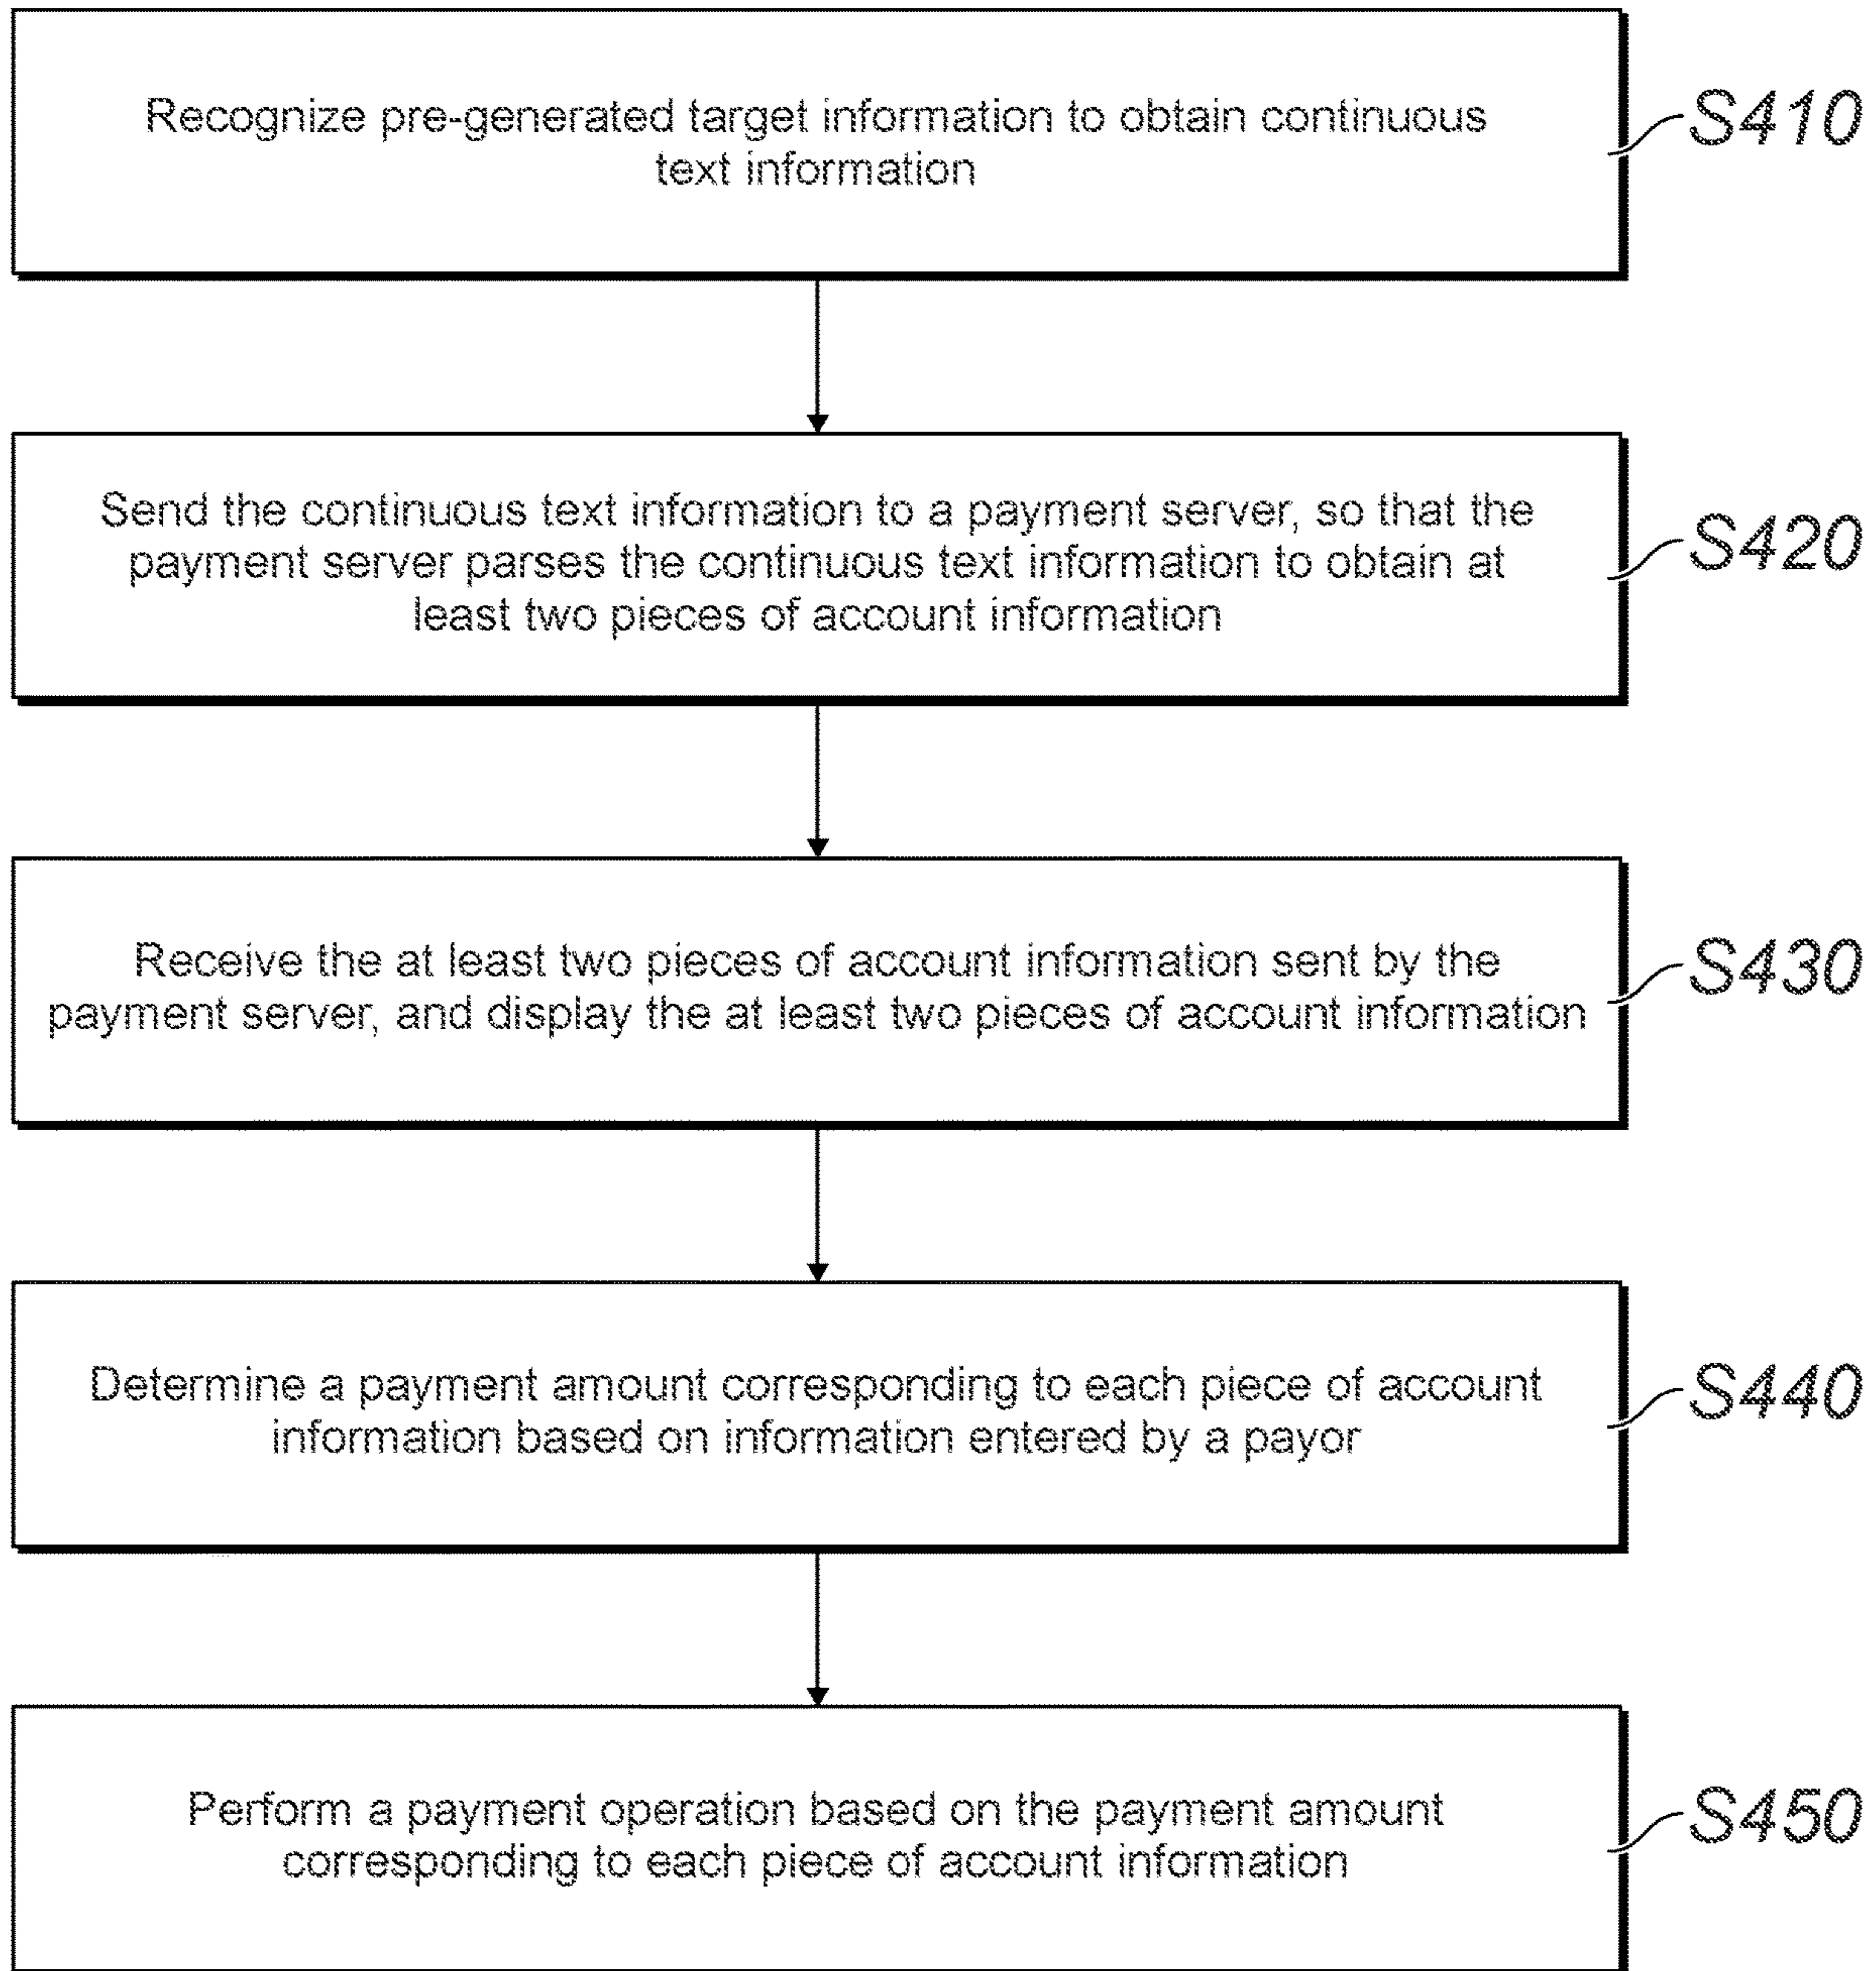 Recognize pre-generated target information to obtain continuous
text information
S410
Send the continuous text information to a payment server, so that the
payment server parses the continuous text information to obtain at
least two pieces of account information
S420
Receive the at least two pieces of account information sent by the
payment server, and display the at least two pieces of account information
S430
Determine a payment amount corresponding to each piece of account
information based on information entered by a payor
S440
Perform a payment operation based on the payment amount
corresponding to each piece of account information
S450